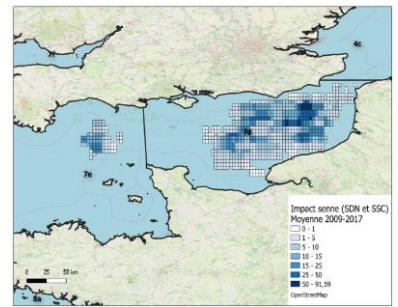 4c
7d
7e
8a
Impact senne (SDN et SSC)
Moyenne 2009-2017
0 - 1
1 - 5
5 - 10
10 - 15
15 - 25
25 - 50
50 - 91,59
OpenStreetMap
0 25 50 km